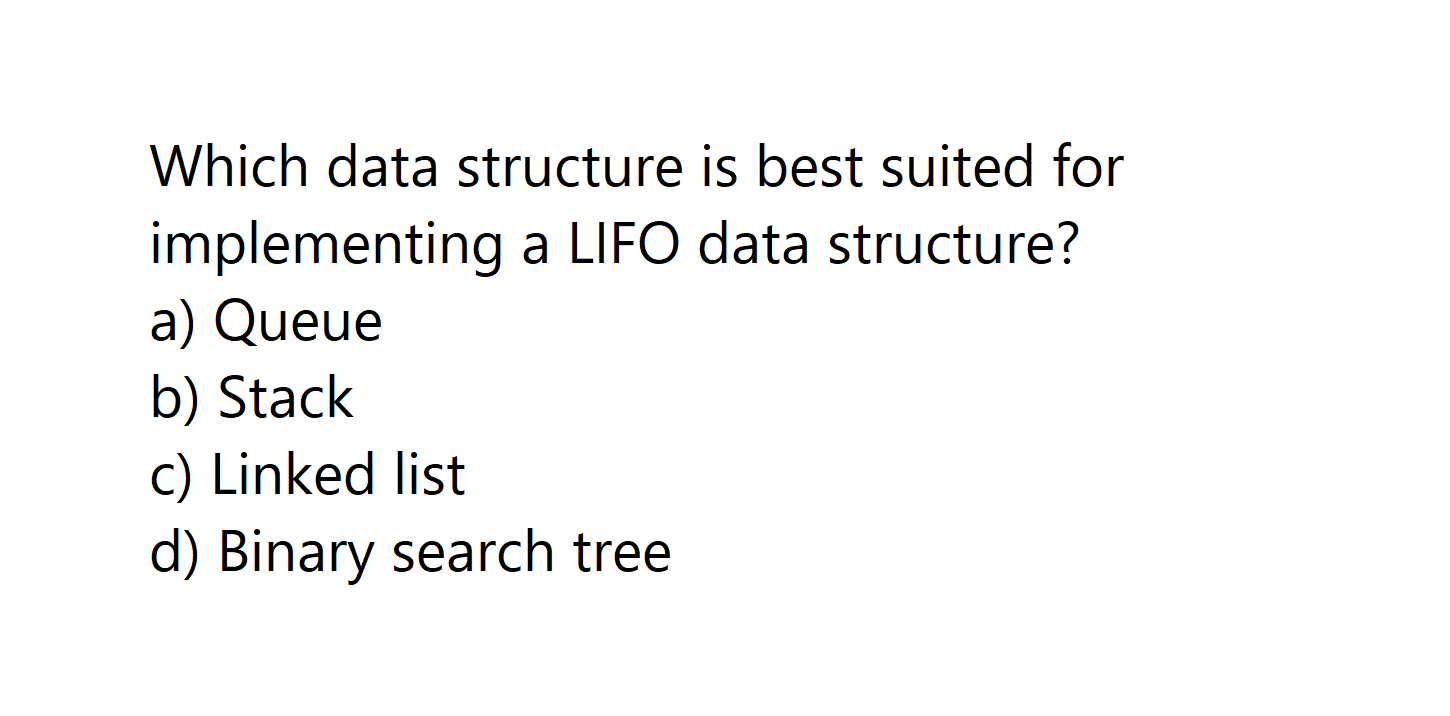 Which data structure is best suited for
implementing a LIFO data structure?
a) Queue
b) Stack
c) Linked list
d) Binary search tree